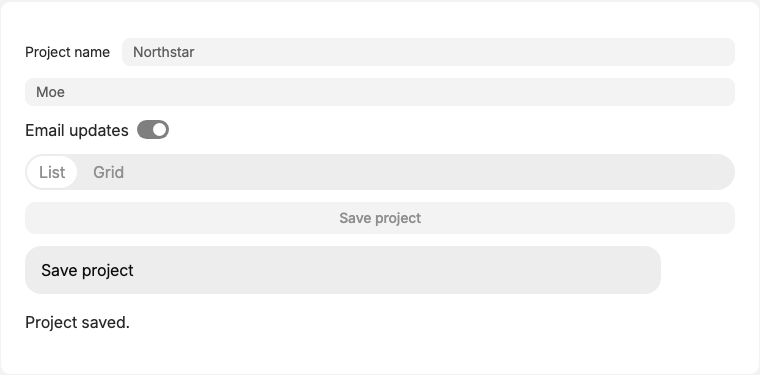 Project name Northstar
Moe
Email updates
List Grid
Save project
Save project
Project saved.